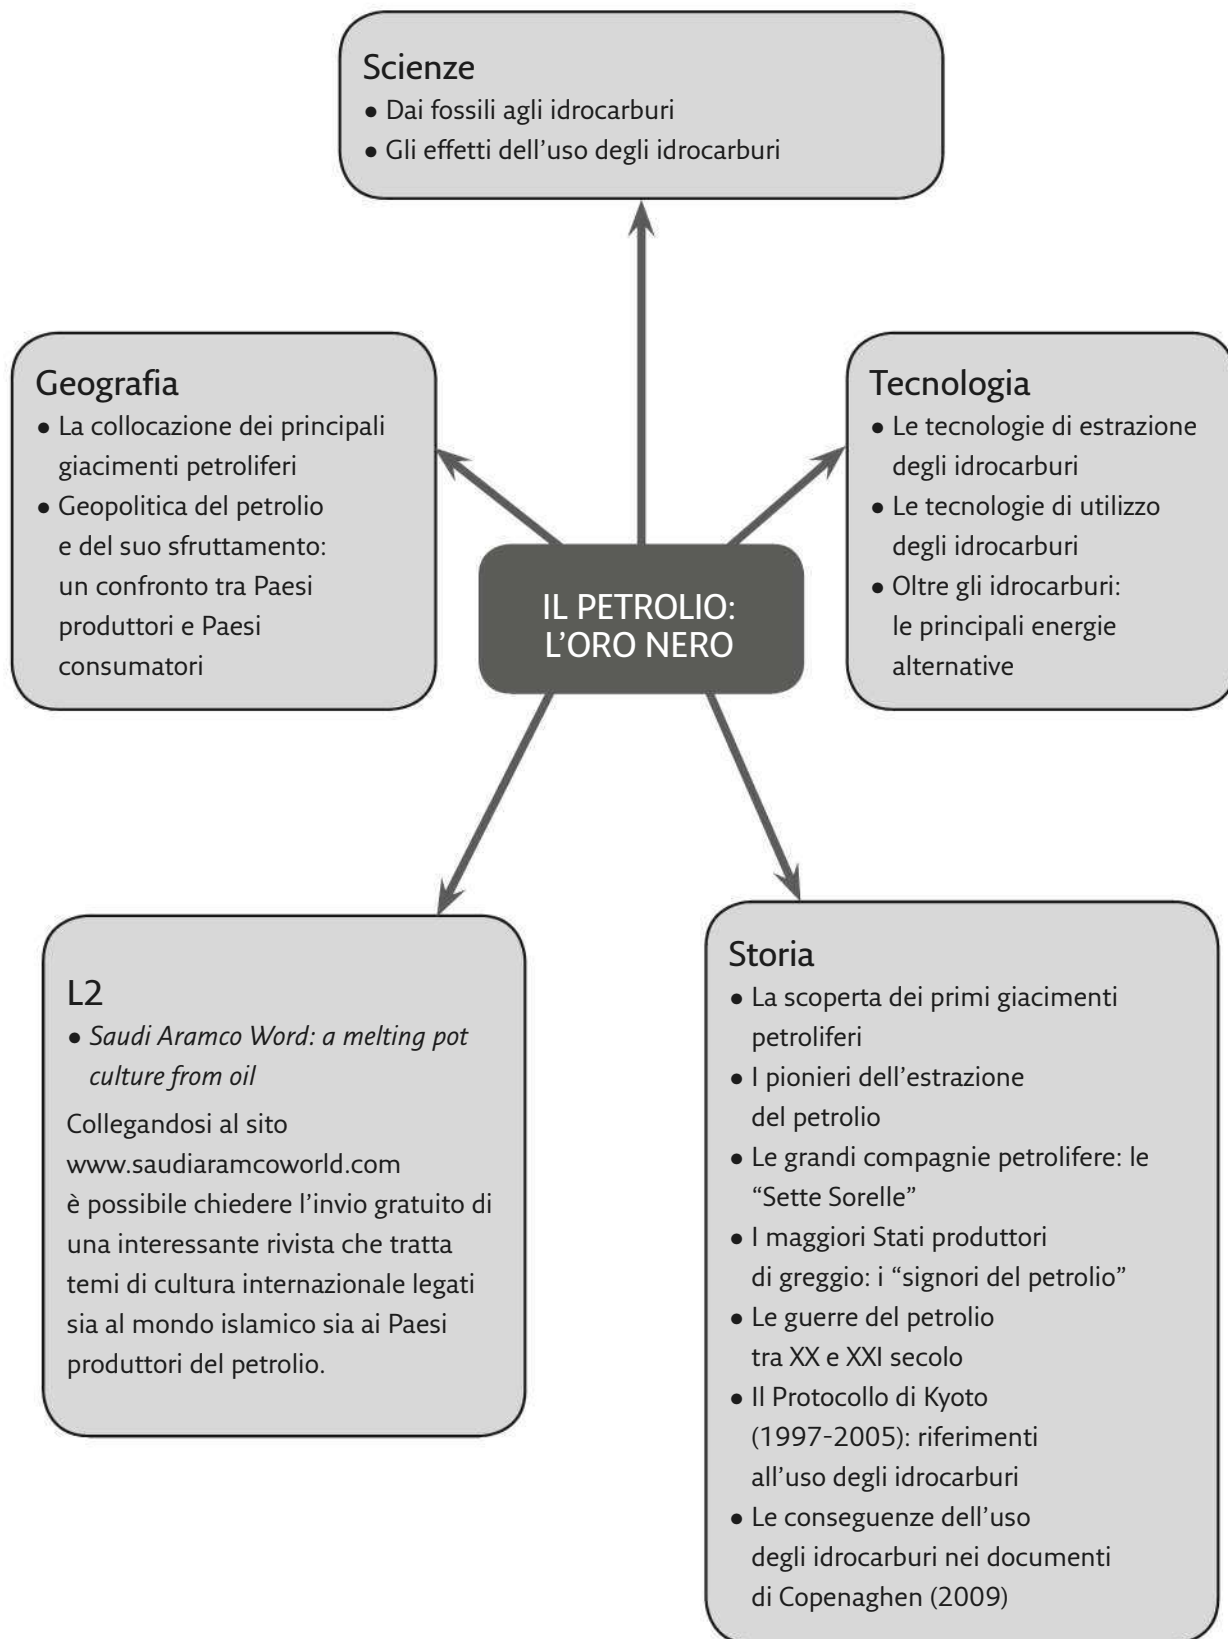 Scienze
• Dai fossili agli idrocarburi
• Gli effetti dell’uso degli idrocarburi
Geografia
• La collocazione dei principali
giacimenti petroliferi
• Geopolitica del petrolio
e del suo sfruttamento:
un confronto tra Paesi
produttori e Paesi
consumatori
Tecnologia
• Le tecnologie di estrazione
degli idrocarburi
• Le tecnologie di utilizzo
degli idrocarburi
• Oltre gli idrocarburi:
le principali energie
alternative
IL PETROLIO:
L’ORO NERO
L2
• Saudi Aramco Word: a melting pot
culture from oil
Collegandosi al sito
www.saudiaramcoworld.com
è possibile chiedere l’invio gratuito di
una interessante rivista che tratta
temi di cultura internazionale legati
sia al mondo islamico sia ai Paesi
produttori del petrolio.
Storia
• La scoperta dei primi giacimenti
petroliferi
• I pionieri dell’estrazione
del petrolio
• Le grandi compagnie petrolifere: le
“Sette Sorelle”
• I maggiori Stati produttori
di greggio: i “signori del petrolio”
• Le guerre del petrolio
tra XX e XXI secolo
• Il Protocollo di Kyoto
(1997-2005): riferimenti
all’uso degli idrocarburi
• Le conseguenze dell’uso
degli idrocarburi nei documenti
di Copenaghen (2009)